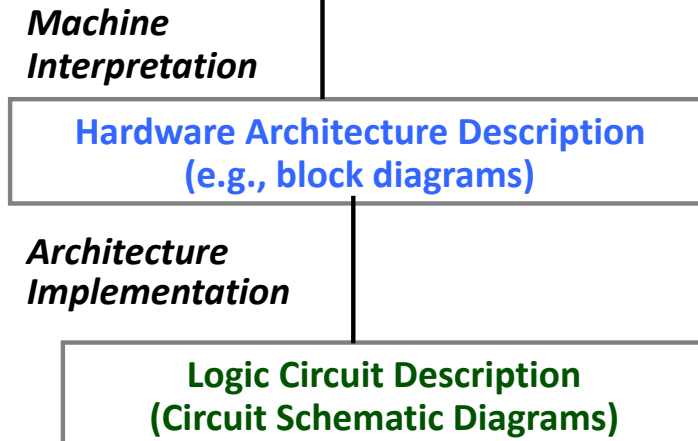 Machine
Interpretation
Hardware Architecture Description
(e.g., block diagrams)
Architecture
Implementation
Logic Circuit Description
(Circuit Schematic Diagrams)